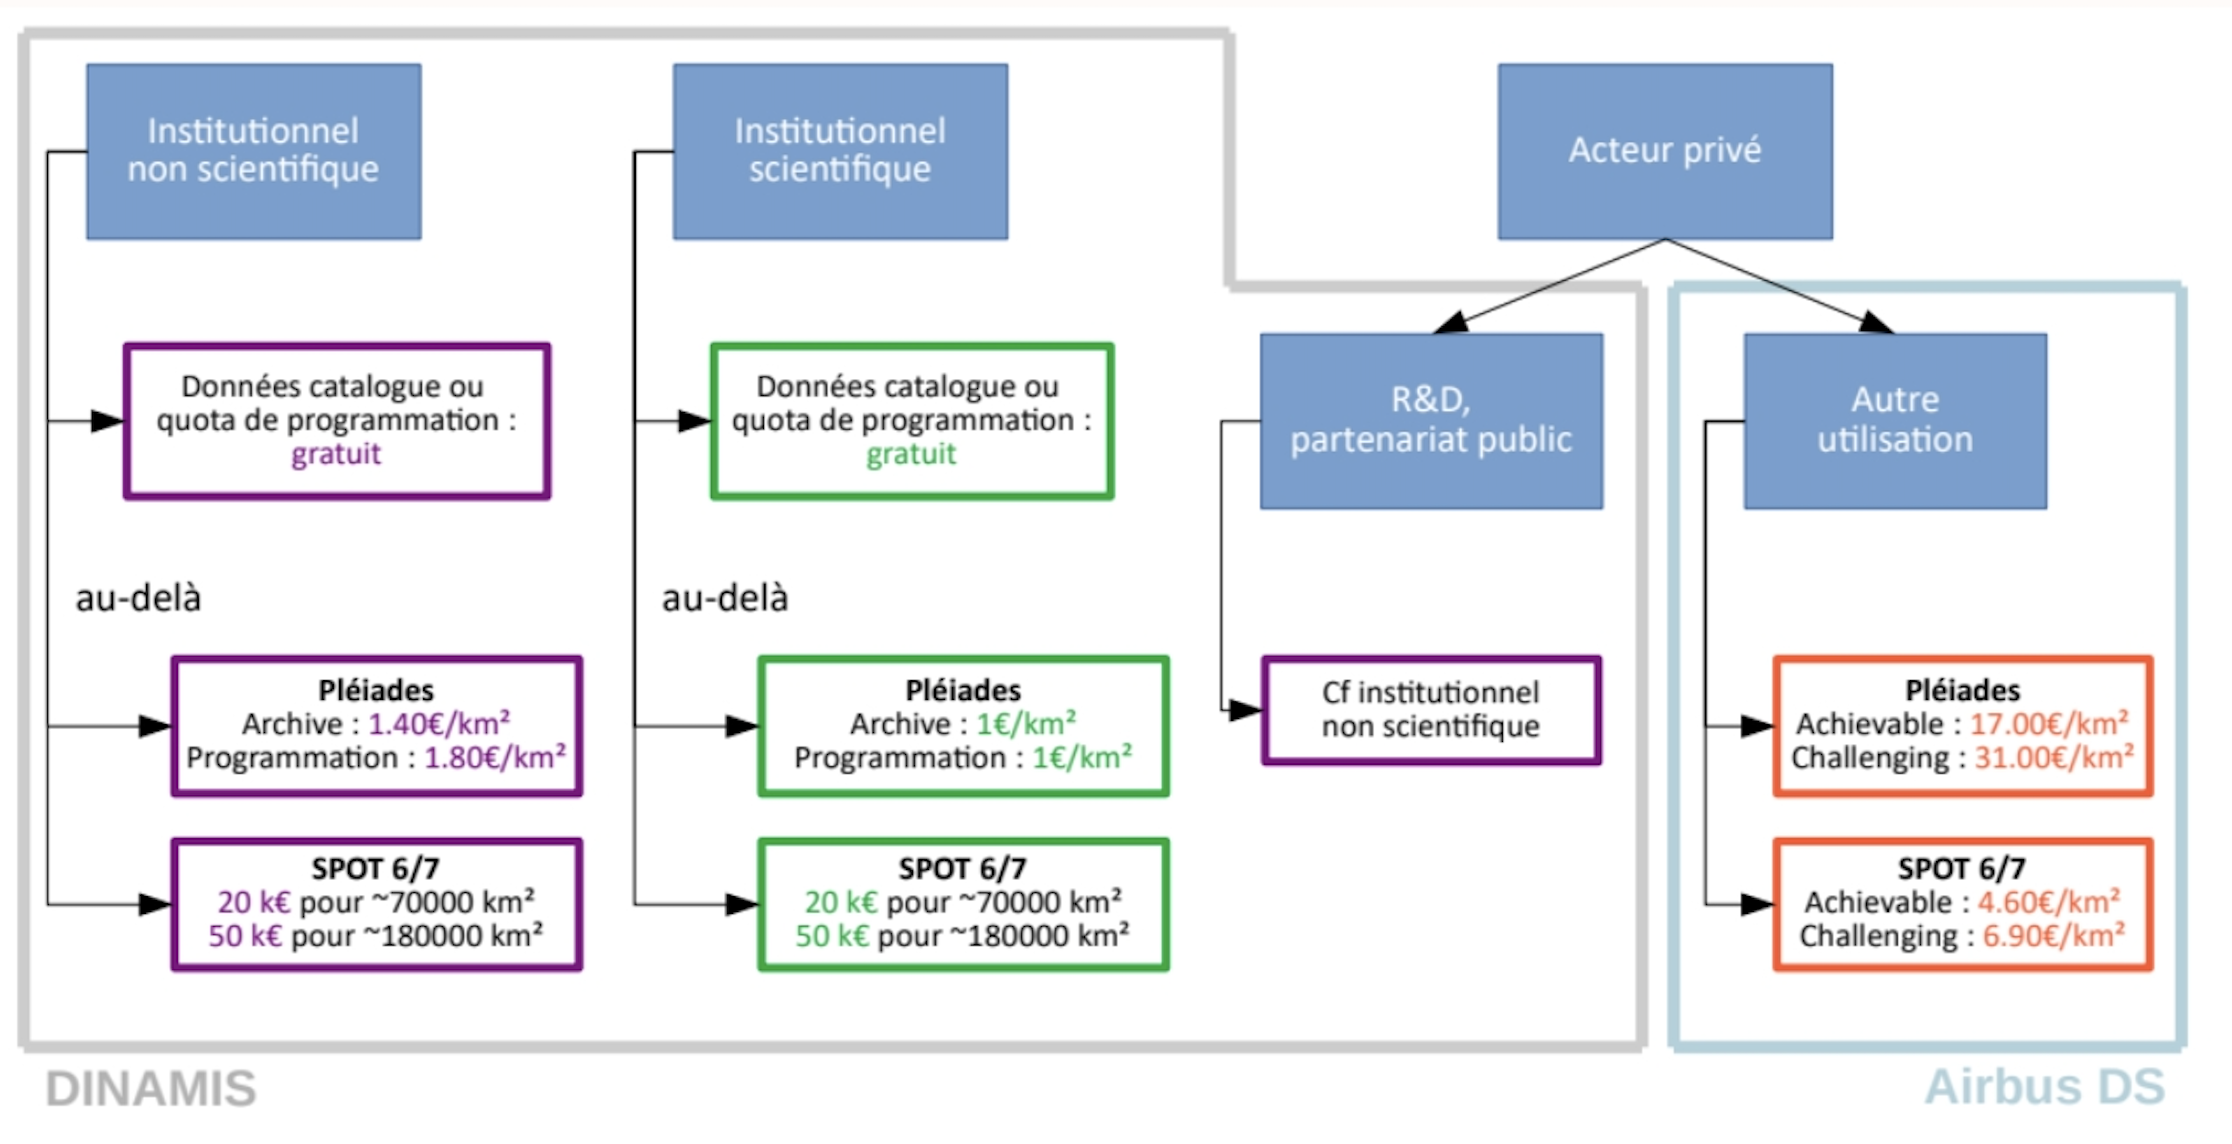 Institutionnel
non scientifique
Données catalogue ou
quota de programmation :
gratuit
au-delà
Pléiades
Archive : 1.40€/km²
Programmation : 1.80€/km²
SPOT 6/7
20 k€ pour ~70000 km²
50 k€ pour ~180000 km²
Institutionnel
scientifique
Données catalogue ou
quota de programmation :
gratuit
au-delà
Pléiades
Archive : 1€/km²
Programmation : 1€/km²
SPOT 6/7
20 k€ pour ~70000 km²
50 k€ pour ~180000 km²
Acteur privé
R&D,
partenariat public
Cf institutionnel
non scientifique
Autre
utilisation
Pléiades
Achievable : 17.00€/km²
Challenging : 31.00€/km²
SPOT 6/7
Achievable : 4.60€/km²
Challenging : 6.90€/km²
DINAMIS
Airbus DS